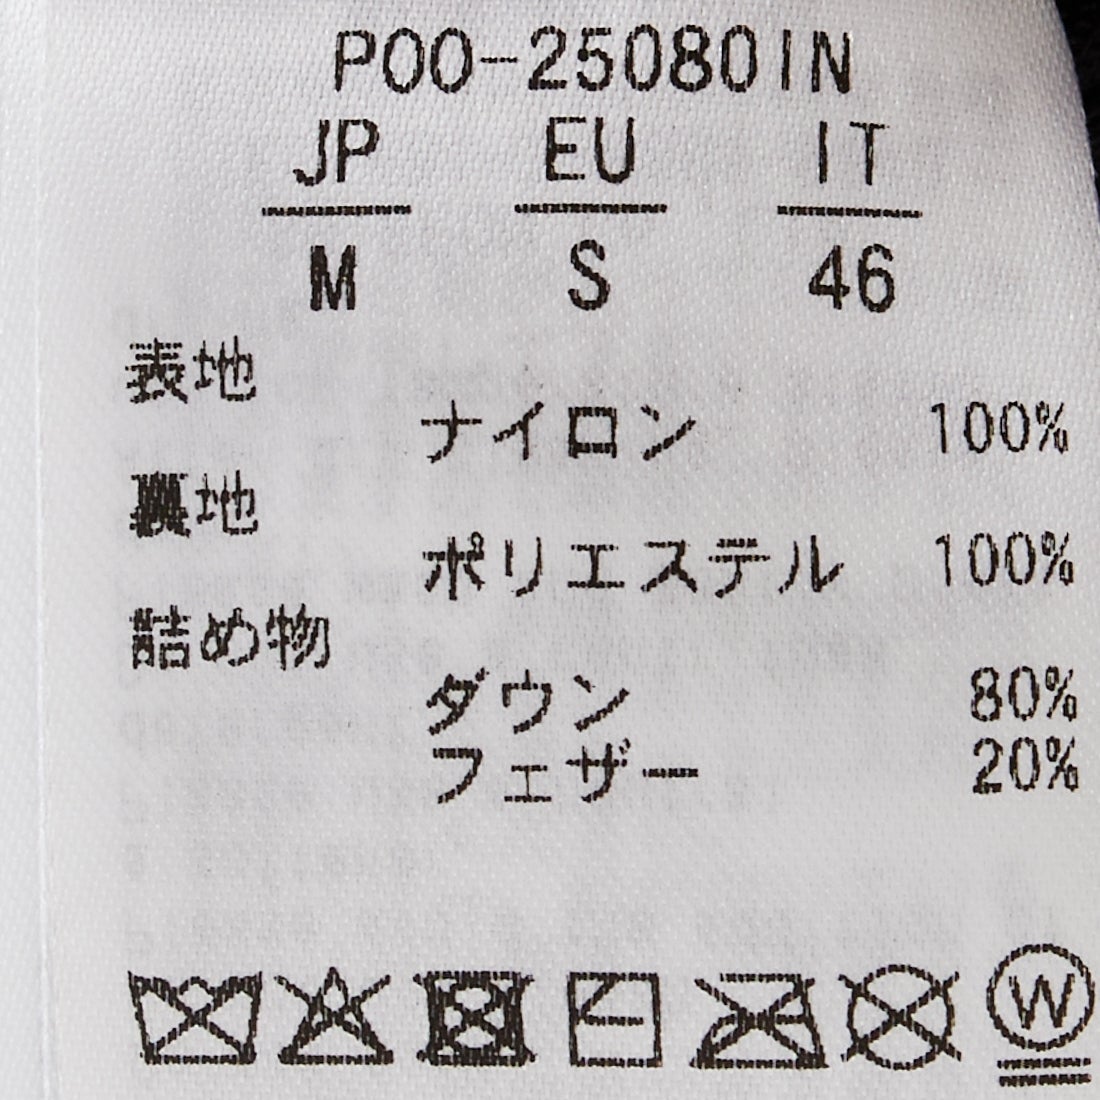 P00-25080IN
JP EU IT
M S 46
表地
ナイロン 100%
裏地
ポリエステル 100%
詰め物
ダウン 80%
フェザー 20%
W